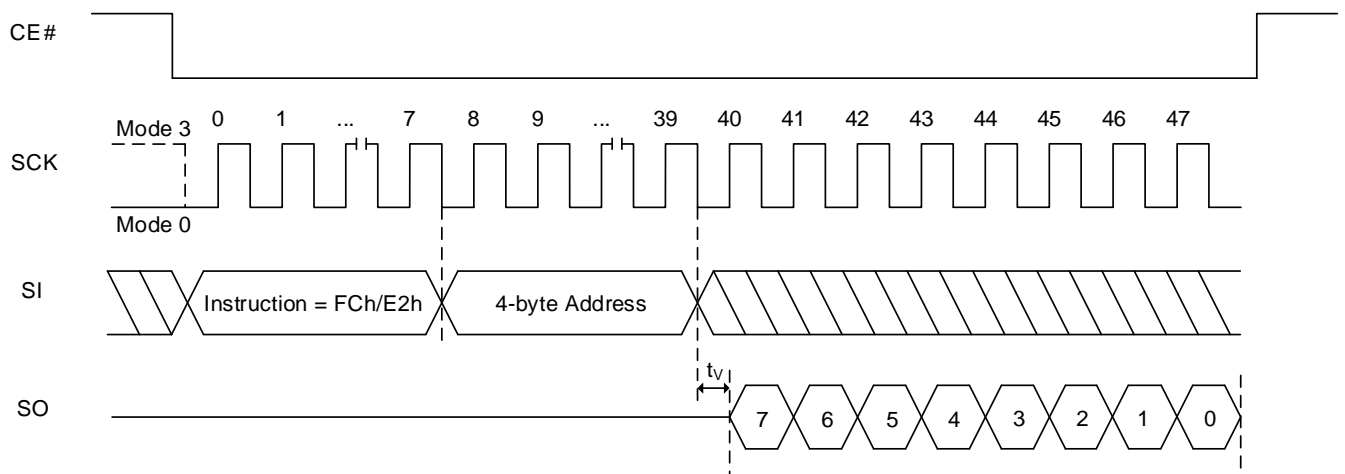 CE#
Mode 3 0 1 ... 7 8 9 ... 39 40 41 42 43 44 45 46 47
SCK
Mode 0
SI Instruction = FCh/E2h 4-byte Address
tV
SO 7 6 5 4 3 2 1 0